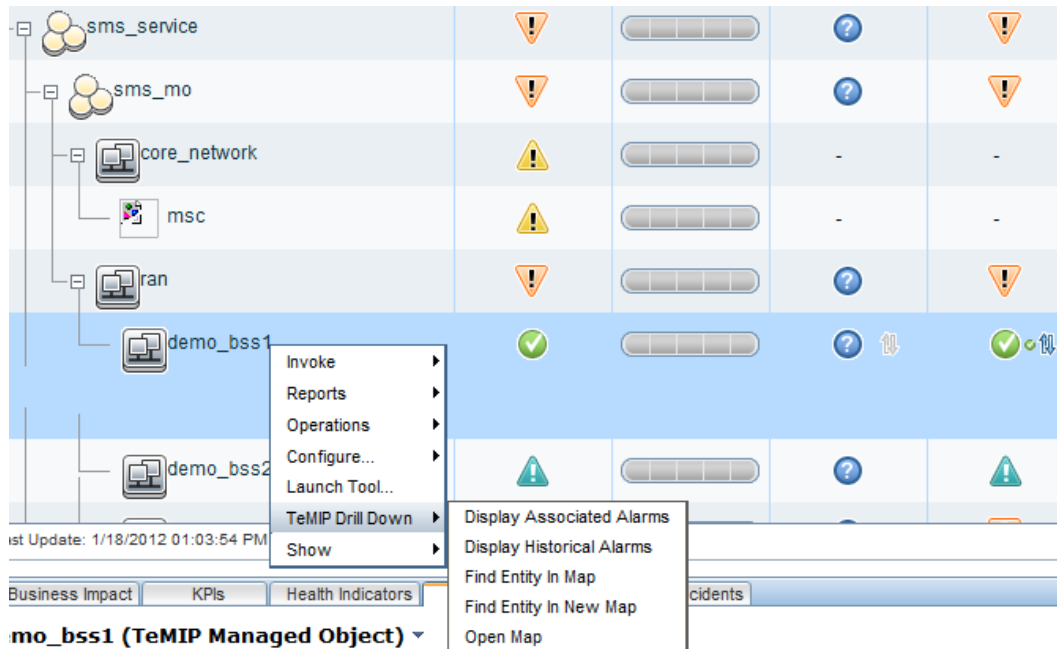 sms_service
sms_mo
core_network
-
-
msc
-
-
ran
demo_bss1
Invoke
Reports
Operations
Configure...
Launch Tool...
TeMIP Drill Down
Show
demo_bss2
Display Associated Alarms
Display Historical Alarms
Find Entity In Map
Find Entity In New Map
Open Map
ast Update: 1/18/2012 01:03:54 PM
Business Impact KPIs Health Indicators cidents
emo_bss1 (TeMIP Managed Object)